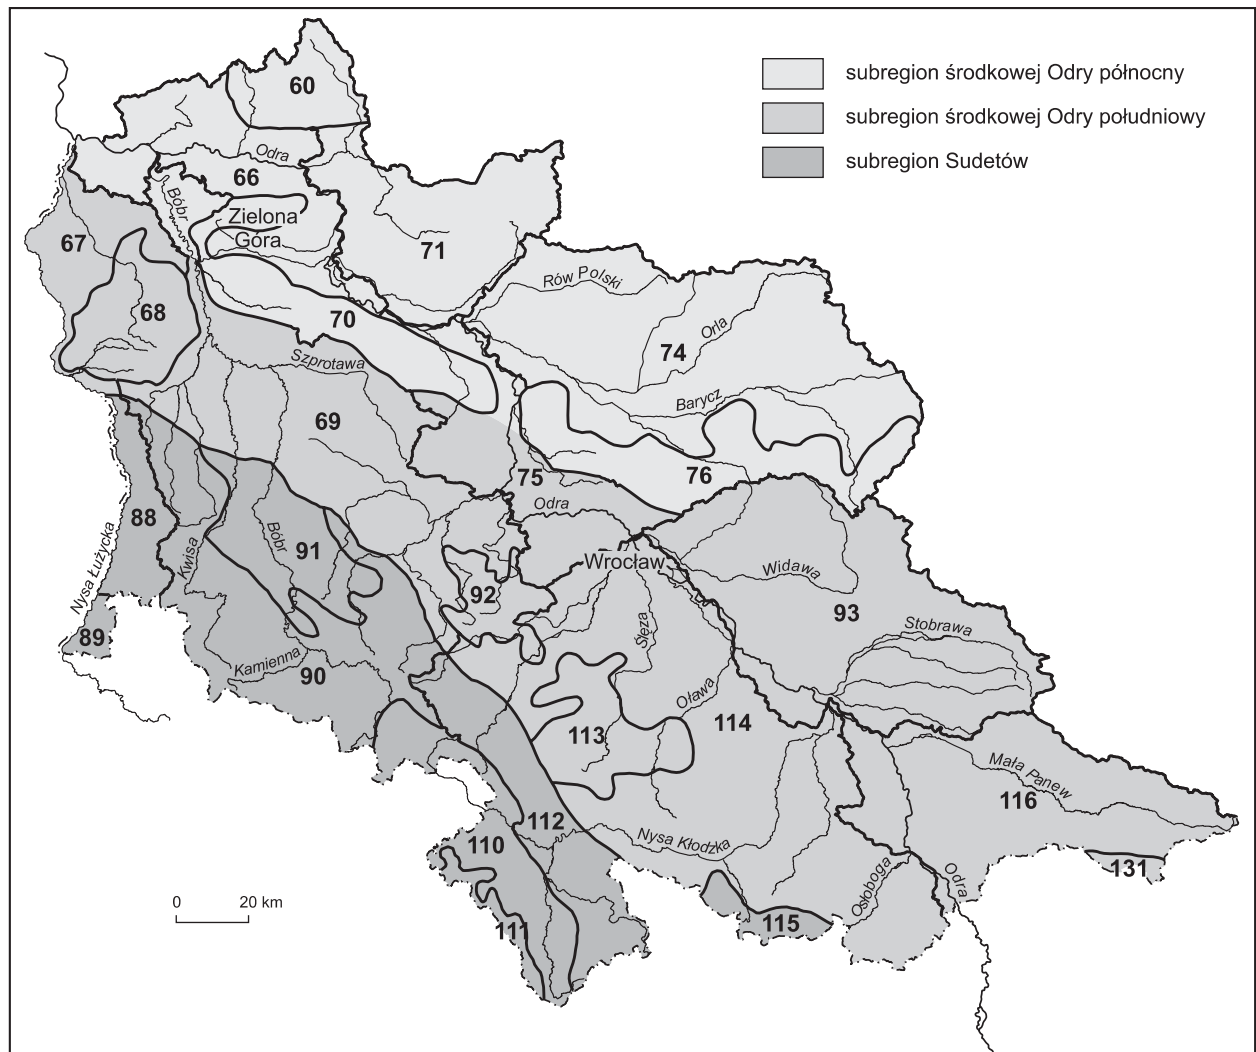 subregion środkowej Odry północny
subregion środkowej Odry południowy
subregion Sudetów
60
Odra
66
Bóbr
Zielona
Góra
67
71
68
70
Rów Polski
Orla
74
Szprotawa
Barycz
69
75
76
Odra
88
Nysa Łużycka
Kwisa
Bóbr
91
Wrocław
Widawa
92
93
Stobrawa
89
Ślęza
Kamienna
90
Oława
113
114
Mała Panew
116
112
Nysa Kłodzka
110
131
Osłoboga
Odra
0
20 km
111
115